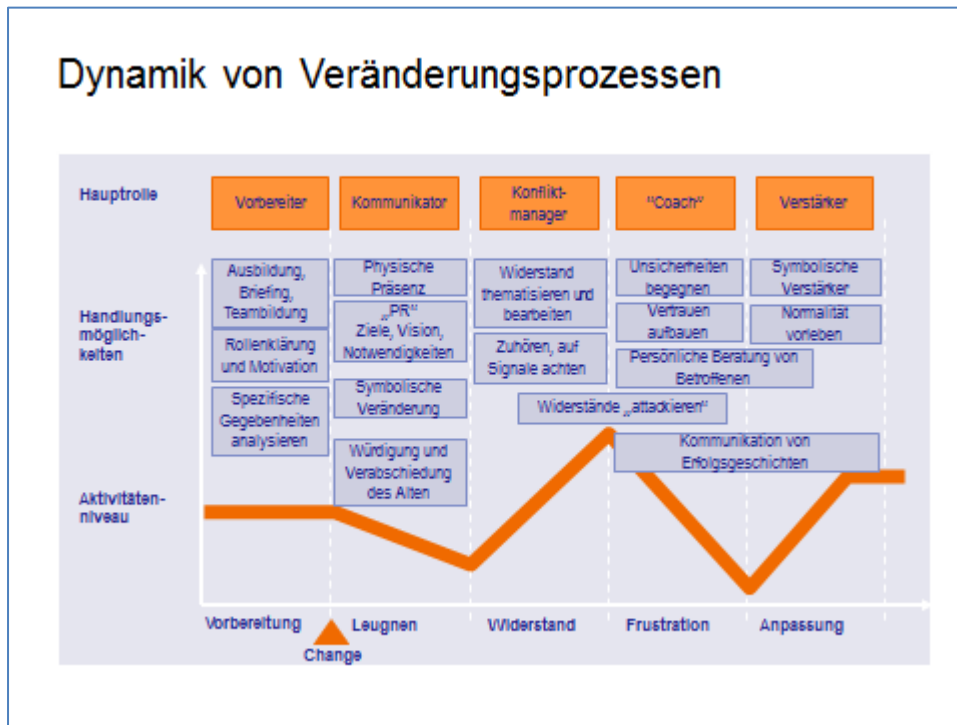 Dynamik von Veränderungsprozessen
Hauptrolle
Vorbereiter
Kommunikator
Konflikt-
manager
"Coach"
Verstärker
Handlungs-
möglich-
keiten
Ausbildung,
Briefing,
Teambildung
Rollenklärung
und Motivation
Spezifische
Gegebenheiten
analysieren
Physische
Präsenz
„PR"
Ziele, Vision,
Notwendigkeiten
Symbolische
Veränderung
Würdigung und
Verabschiedung
des Alten
Widerstand
thematisieren und
bearbeiten
Zuhören, auf
Signale achten
Widerstände „attackieren"
Unsicherheiten
begegnen
Vertrauen
aufbauen
Persönliche Beratung von
Betroffenen
Kommunikation von
Erfolgsgeschichten
Symbolische
Verstärker
Normalität
vorleben
Aktivitäten-
niveau
Vorbereitung
Leugnen
Widerstand
Frustration
Anpassung
Change